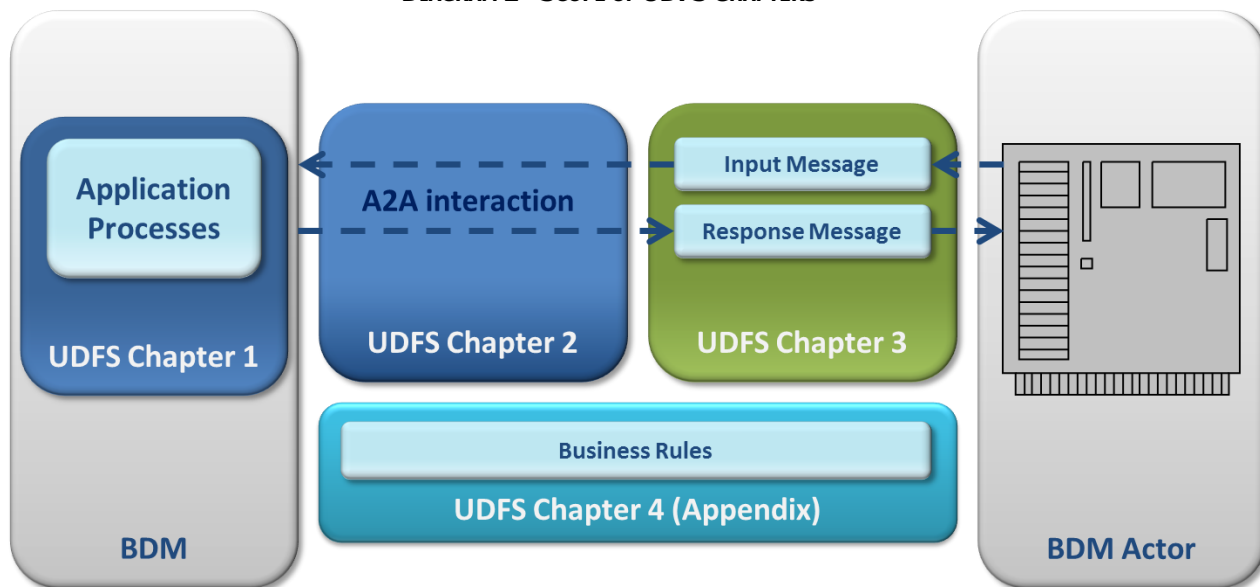 Application
Processes
UDFS Chapter 1
BDM
A2A interaction
UDFS Chapter 2
Input Message
Response Message
UDFS Chapter 3
Business Rules
UDFS Chapter 4 (Appendix)
BDM Actor